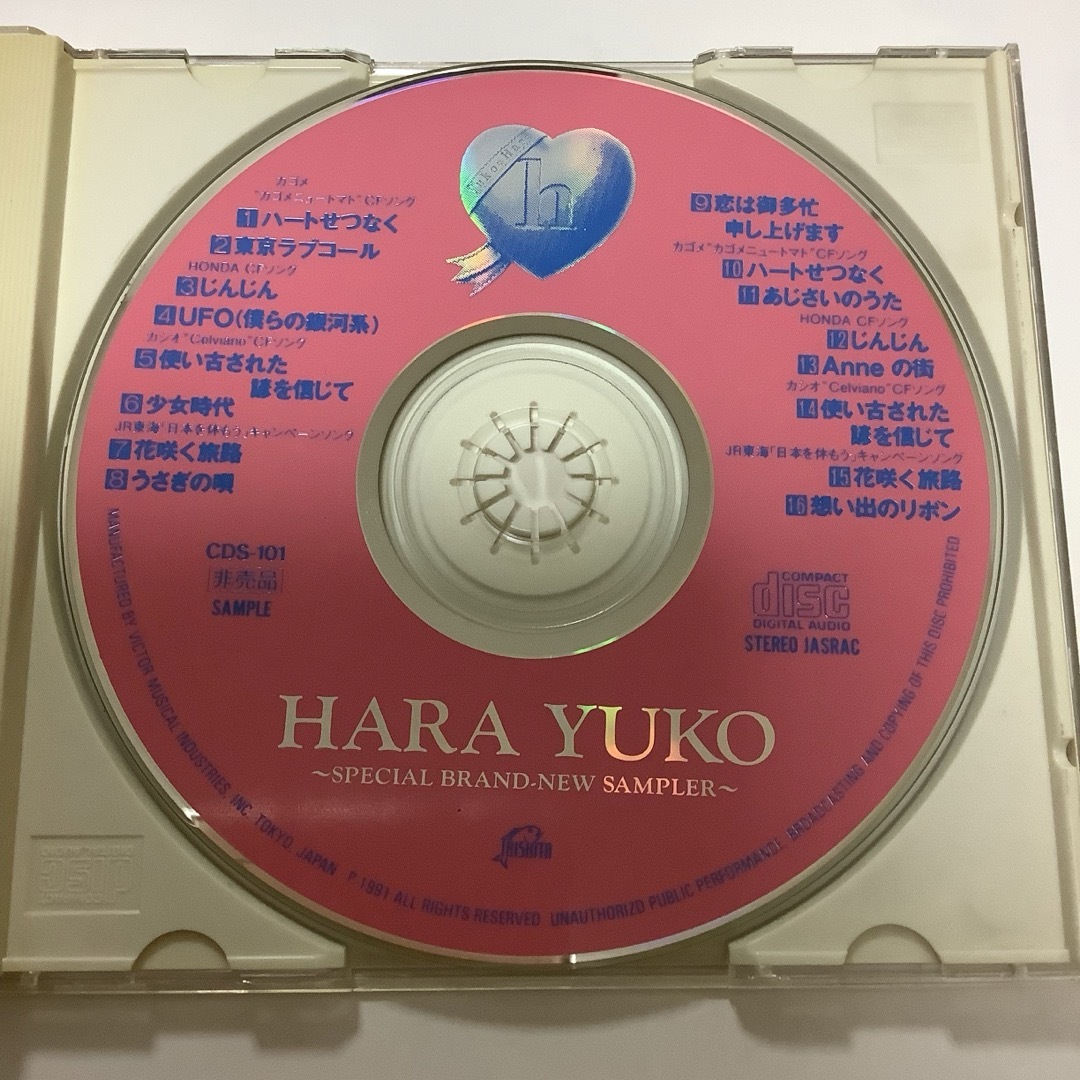 Yuko Hara
h
カゴメ
"カゴメニュートマト"CFソング
1 ハートせつなく
2 東京ラブコール
HONDA CFソング
3 じんじん
4 UFO(僕らの銀河系)
カシオ"Celviano"CFソング
5 使い古された
諺を信じて
6 少女時代
JR東海「日本を休もう」キャンペーンソング
7 花咲く旅路
8 うさぎの唄
9 恋は御多忙
申し上げます
カゴメ"カゴメニュートマト"CFソング
10 ハートせつなく
11 あじさいのうた
HONDA CFソング
12 じんじん
13 Anneの街
カシオ"Celviano"CFソング
14 使い古された
諺を信じて
JR東海「日本を休もう」キャンペーンソング
15 花咲く旅路
16 想い出のリボン
CDS-101
非売品
SAMPLE
COMPACT
disc
DIGITAL AUDIO
STEREO JASRAC
HARA YUKO
~SPECIAL BRAND-NEW SAMPLER~
TAISHITA
MANUFACTURED BY VICTOR MUSICAL INDUSTRIES, INC. TOKYO, JAPAN ℗ 1991 ALL RIGHTS RESERVED UNAUTHORIZD PUBLIC PERFORMANCE, BROADCASTING AND COPYING OF THIS DISC PROHIBITED